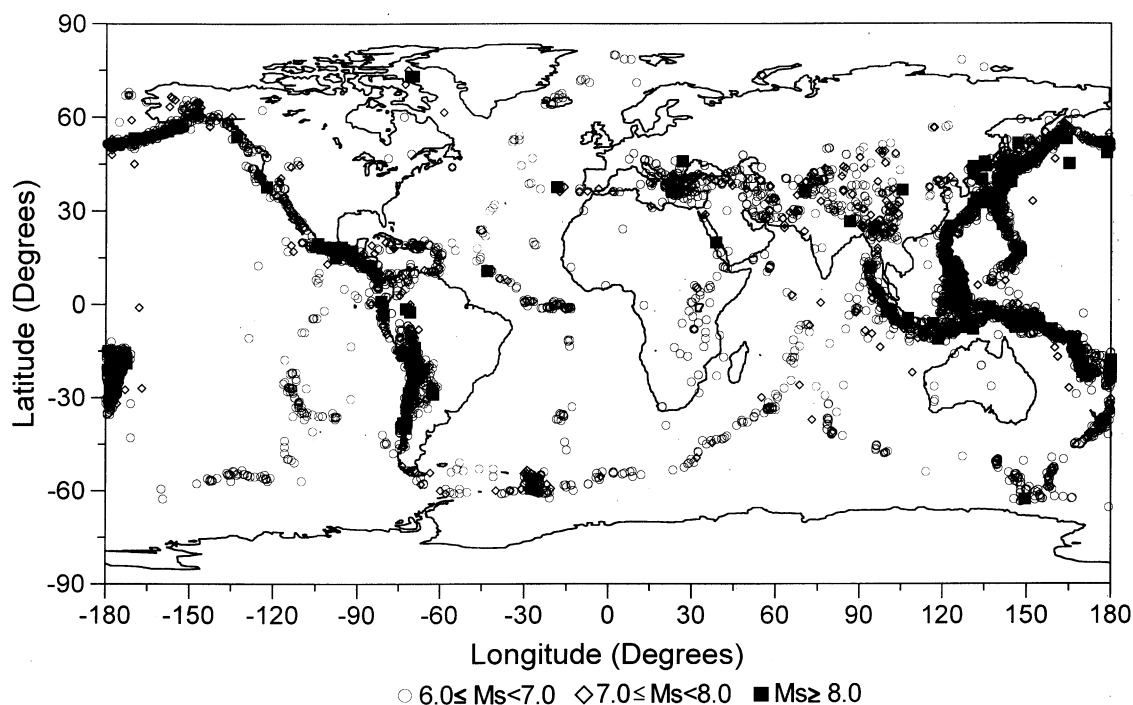 90
60
30
0
-30
-60
-90
-180 -150 -120 -90 -60 -30 0 30 60 90 120 150 180
Latitude (Degrees)
Longitude (Degrees)
○ 6.0≤ Ms<7.0 ◇ 7.0≤ Ms<8.0 ■ Ms≥ 8.0